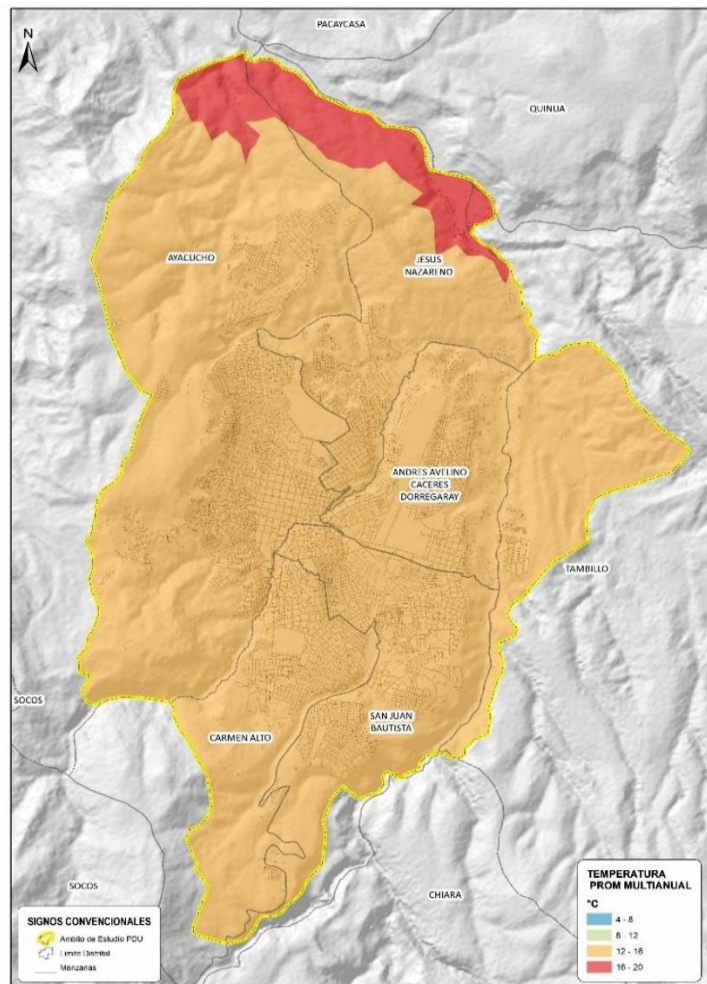 PACAYCASA
N
QUINUA
AYACUCHO
JESUS
NAZARENO
ANDRES AVELINO
CACERES
DORREGARAY
TAMBILLO
SOCOS
CARMEN ALTO
SAN JUAN
BAUTISTA
SOCOS
CHIARA
SIGNOS CONVENCIONALES
Ambito de Estudio PDU
Limite Distrital
Manzanas
TEMPERATURA
PROM MULTIANUAL
°C
4 - 8
8 - 12
12 - 16
16 - 20